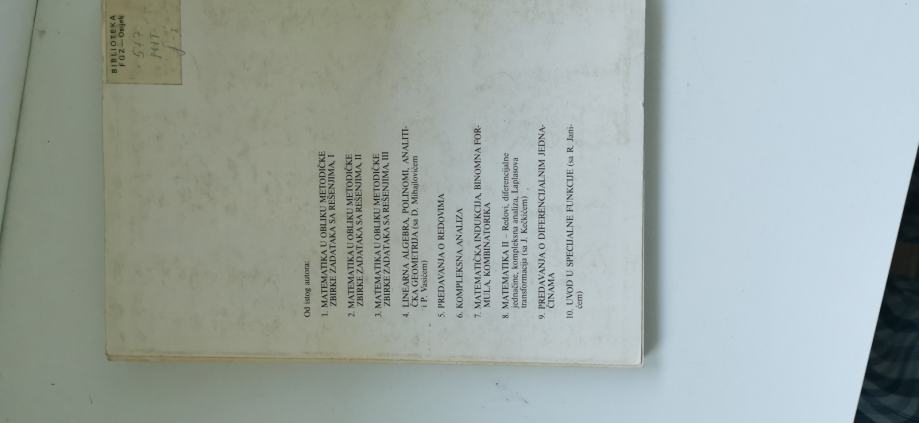 BIBLIOTEKA
FGZ — Osijek
517
MIT
Od istog autora:
1. MATEMATIKA U OBLIKU METODIČKE
ZBIRKE ZADATAKA SA REŠENJIMA, I
2. MATEMATIKA U OBLIKU METODIČKE
ZBIRKE ZADATAKA SA REŠENJIMA, II
3. MATEMATIKA U OBLIKU METODIČKE
ZBIRKE ZADATAKA SA REŠENJIMA, III
4. LINEARNA ALGEBRA, POLINOMI, ANALITI-
ČKA GEOMETRIJA (sa D. Mihajlovićem
i P. Vasićem)
5. PREDAVANJA O REDOVIMA
6. KOMPLEKSNA ANALIZA
7. MATEMATIČKA INDUKCIJA, BINOMNA FOR-
MULA, KOMBINATORIKA
8. MATEMATIKA II - Redovi, diferencijalne
jednačine, kompleksna analiza, Laplasova
transformacija (sa J. Kečkićem)
9. PREDAVANJA O DIFERENCIJALNIM JEDNA-
ČINAMA
10. UVOD U SPECIJALNE FUNKCIJE (sa R. Jani-
ćem)